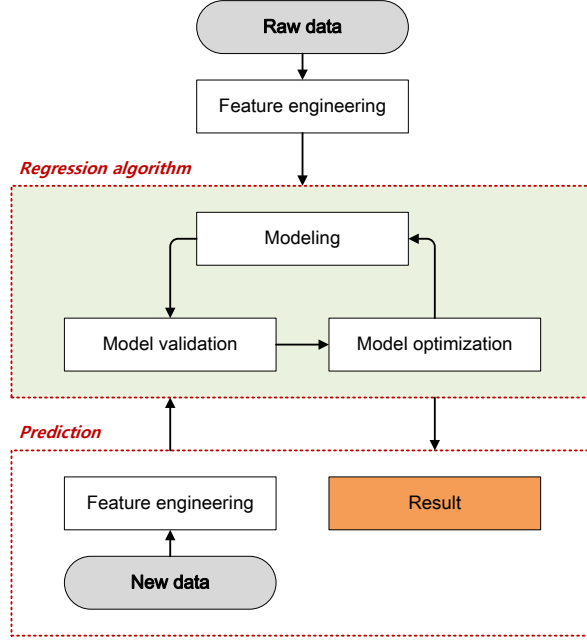 Raw data
Feature engineering
Regression algorithm
Modeling
Model validation
Model optimization
Prediction
Feature engineering
Result
New data